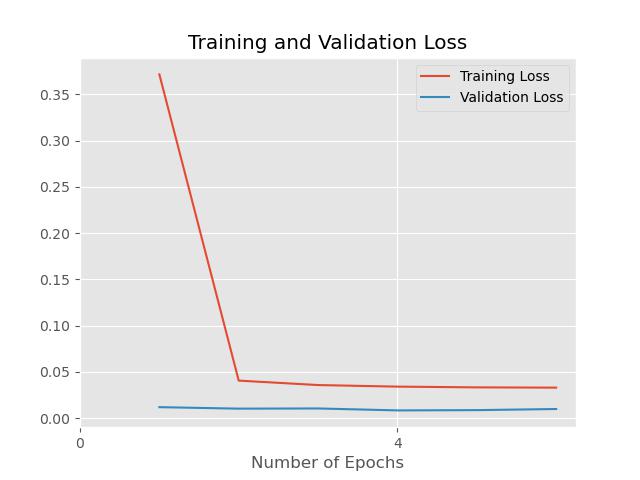 Training and Validation Loss
Training Loss
Validation Loss
0.35
0.30
0.25
0.20
0.15
0.10
0.05
0.00
0
4
Number of Epochs